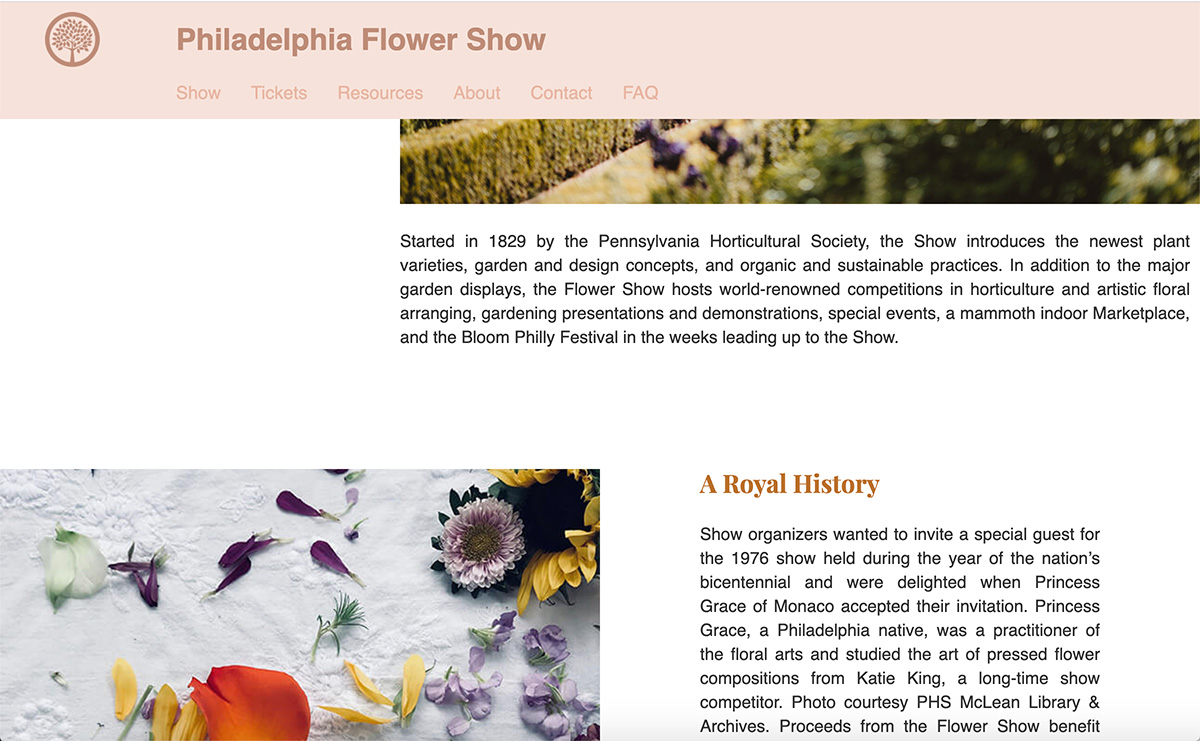 Philadelphia Flower Show
Show Tickets Resources About Contact FAQ
Started in 1829 by the Pennsylvania Horticultural Society, the Show introduces the newest plant
varieties, garden and design concepts, and organic and sustainable practices. In addition to the major
garden displays, the Flower Show hosts world-renowned competitions in horticulture and artistic floral
arranging, gardening presentations and demonstrations, special events, a mammoth indoor Marketplace,
and the Bloom Philly Festival in the weeks leading up to the Show.
A Royal History
Show organizers wanted to invite a special guest for
the 1976 show held during the year of the nation’s
bicentennial and were delighted when Princess
Grace of Monaco accepted their invitation. Princess
Grace, a Philadelphia native, was a practitioner of
the floral arts and studied the art of pressed flower
compositions from Katie King, a long-time show
competitor. Photo courtesy PHS McLean Library &
Archives. Proceeds from the Flower Show benefit